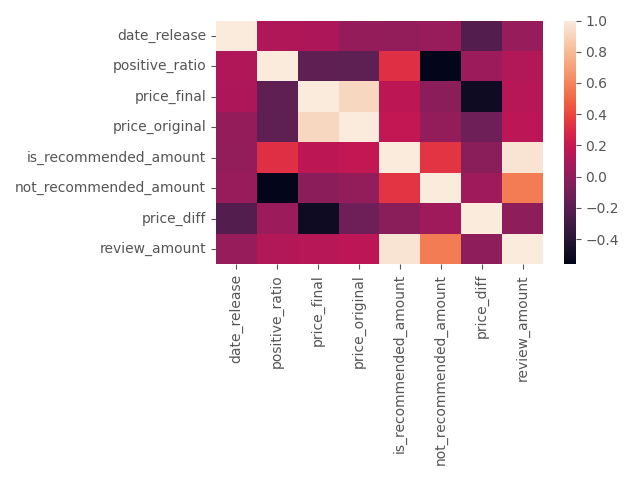 date_release
positive_ratio
price_final
price_original
is_recommended_amount
not_recommended_amount
price_diff
review_amount
date_release
positive_ratio
price_final
price_original
is_recommended_amount
not_recommended_amount
price_diff
review_amount
1.0
0.8
0.6
0.4
0.2
0.0
−0.2
−0.4